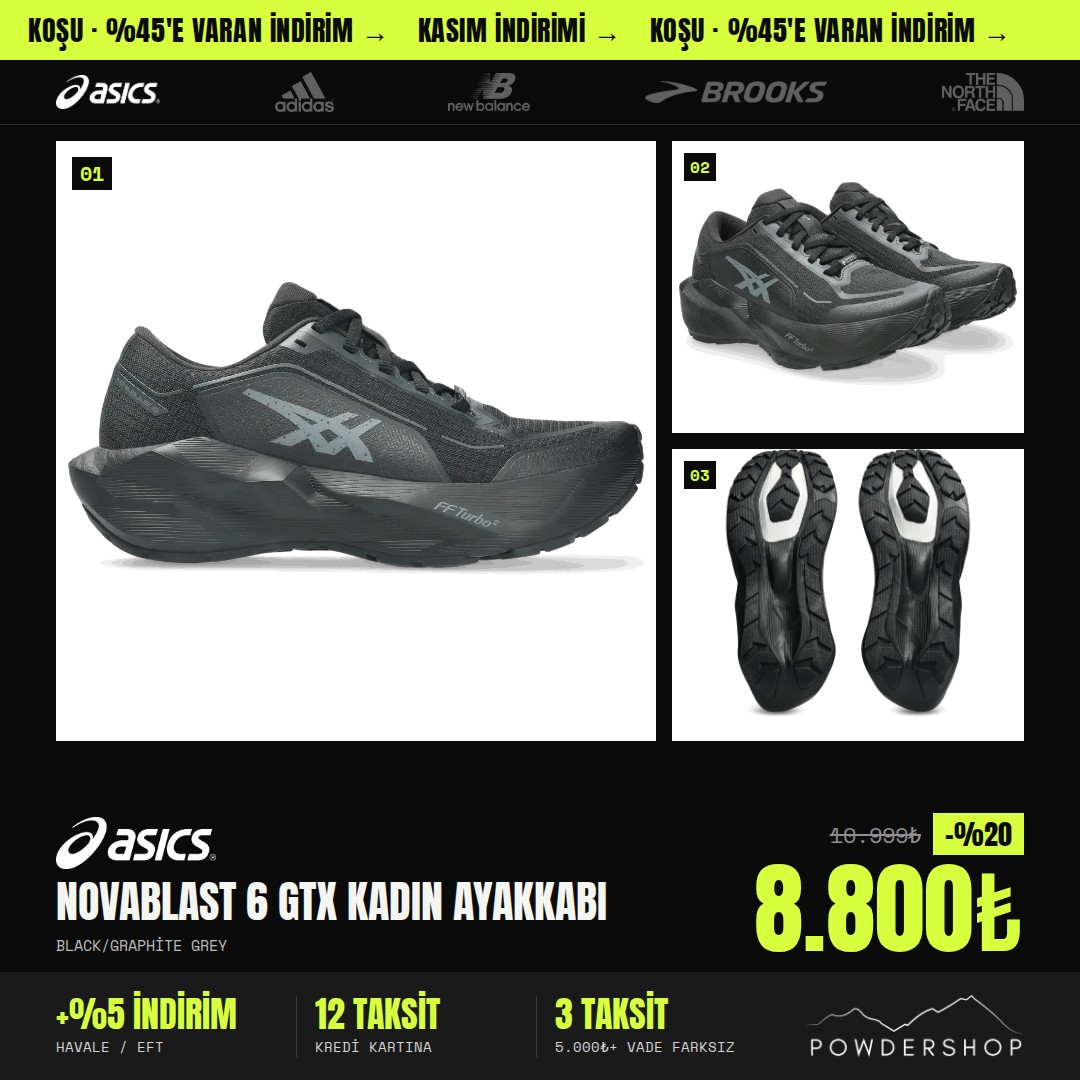 KOŞU · %45'E VARAN İNDİRİM → KASIM İNDİRİMİ → KOŞU · %45'E VARAN İNDİRİM →
asics adidas new balance BROOKS THE NORTH FACE
01
02
FF Turbo²
FF Turbo²
03
asics
NOVABLAST 6 GTX KADIN AYAKKABI
BLACK/GRAPHİTE GREY
10.999₺ -%20
8.800₺
+%5 İNDİRİM
HAVALE / EFT
12 TAKSİT
KREDİ KARTINA
3 TAKSİT
5.000₺+ VADE FARKSIZ
POWDERSHOP